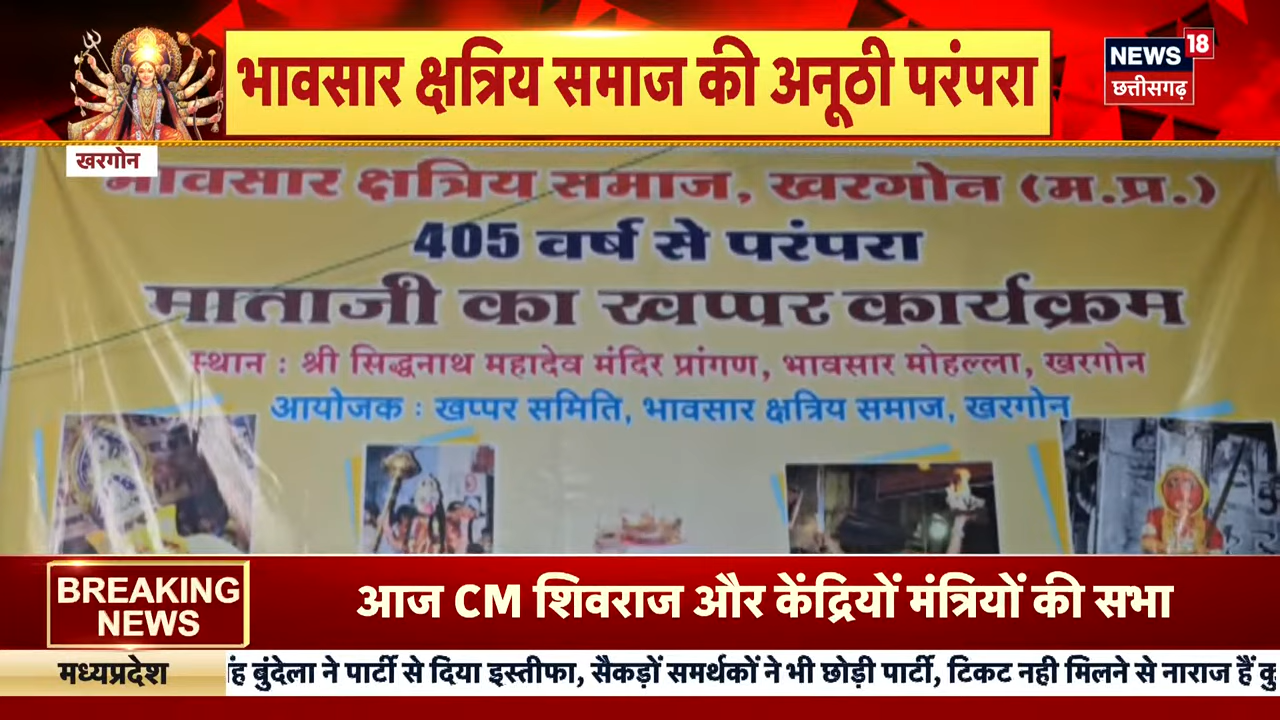 भावसार क्षत्रिय समाज की अनूठी परंपरा
NEWS 18
छत्तीसगढ़
खरगोन
भावसार क्षत्रिय समाज, खरगोन (म.प्र.)
405 वर्ष से परंपरा
माताजी का खप्पर कार्यक्रम
स्थान : श्री सिद्धनाथ महादेव मंदिर प्रांगण, भावसार मोहल्ला, खरगोन
आयोजक : खप्पर समिति, भावसार क्षत्रिय समाज, खरगोन
BREAKING
NEWS
आज CM शिवराज और केंद्रियों मंत्रियों की सभा
मध्यप्रदेश
बुंदेला ने पार्टी से दिया इस्तीफा, सैकड़ों समर्थकों ने भी छोड़ी पार्टी, टिकट नही मिलने से नाराज हैं